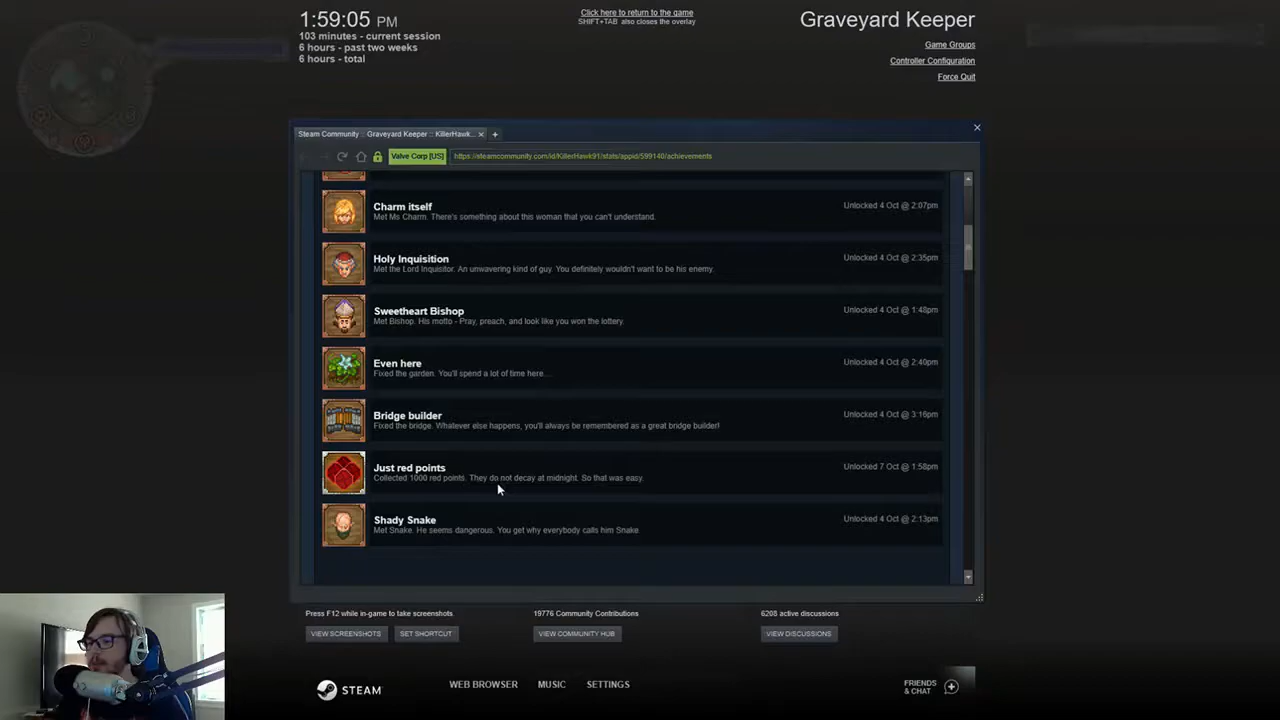 1:59:05 PM
103 minutes - current session
6 hours - past two weeks
6 hours - total
Click here to return to the game
SHIFT+TAB also closes the overlay
Graveyard Keeper
Game Groups
Controller Configuration
Force Quit
Steam Community :: Graveyard Keeper :: KillerHawk...
Valve Corp [US]
https://steamcommunity.com/id/KillerHawk91/stats/appid/599140/achievements
Charm itself
Met Ms Charm. There's something about this woman that you can't understand.
Unlocked 4 Oct @ 2:07pm
Holy Inquisition
Met the Lord Inquisitor. An unwavering kind of guy. You definitely wouldn't want to be his enemy.
Unlocked 4 Oct @ 2:35pm
Sweetheart Bishop
Met Bishop. His motto - Pray, preach, and look like you won the lottery.
Unlocked 4 Oct @ 1:48pm
Even here
Fixed the garden. You'll spend a lot of time here...
Unlocked 4 Oct @ 2:40pm
Bridge builder
Fixed the bridge. Whatever else happens, you'll always be remembered as a great bridge builder!
Unlocked 4 Oct @ 3:16pm
Just red points
Collected 1000 red points. They do not decay at midnight. So that was easy.
Unlocked 7 Oct @ 1:58pm
Shady Snake
Met Snake. He seems dangerous. You get why everybody calls him Snake.
Unlocked 4 Oct @ 2:13pm
Press F12 while in-game to take screenshots
VIEW SCREENSHOTS
SET SHORTCUT
19776 Community Contributions
VIEW COMMUNITY HUB
6208 active discussions
VIEW DISCUSSIONS
STEAM
WEB BROWSER
MUSIC
SETTINGS
FRIENDS
& CHAT